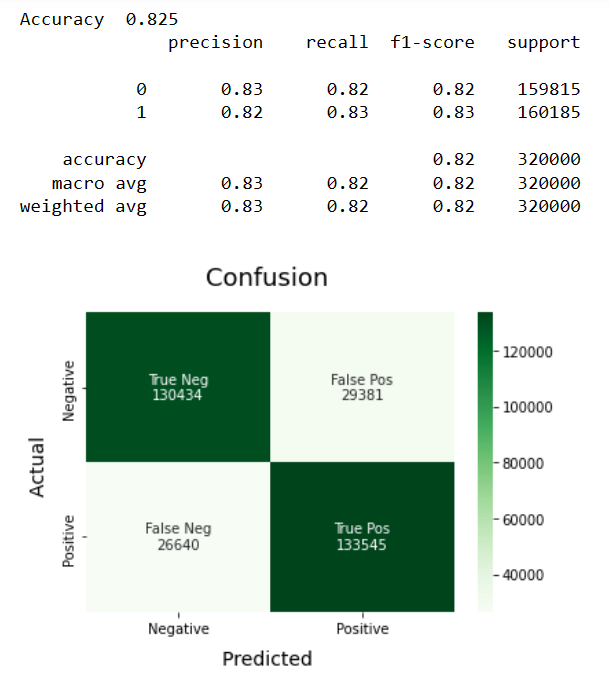 Accuracy 0.825
precision recall f1-score support
0 0.83 0.82 0.82 159815
1 0.82 0.83 0.83 160185
accuracy 0.82 320000
macro avg 0.83 0.82 0.82 320000
weighted avg 0.83 0.82 0.82 320000
Confusion
Actual
Negative
Positive
True Neg
130434
False Pos
29381
False Neg
26640
True Pos
133545
Negative Positive
Predicted
120000
100000
80000
60000
40000